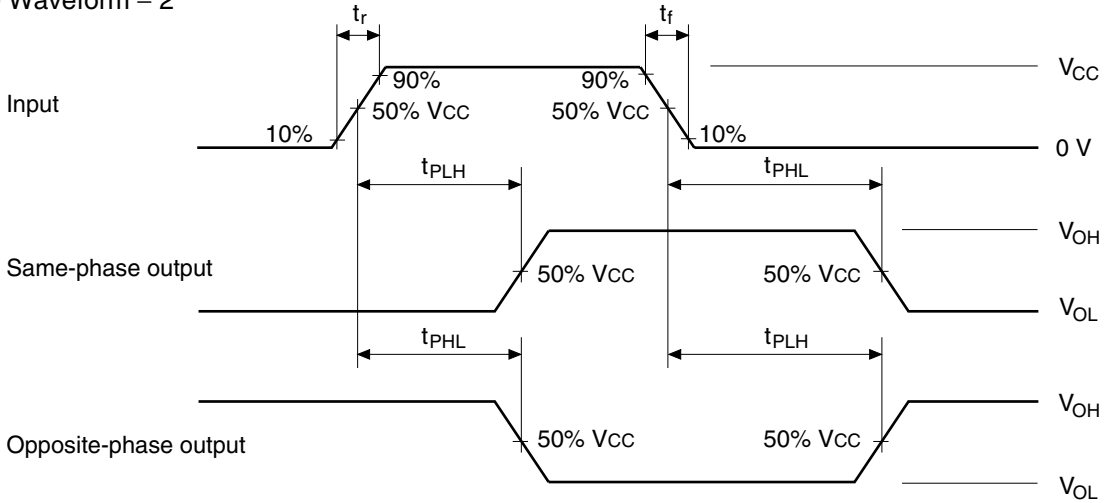 Waveform – 2
tr
tf
90%
90%
VCC
Input
50% VCC
50% VCC
10%
10%
0 V
tPLH
tPHL
VOH
Same-phase output
50% VCC
50% VCC
VOL
tPHL
tPLH
VOH
Opposite-phase output
50% VCC
50% VCC
VOL